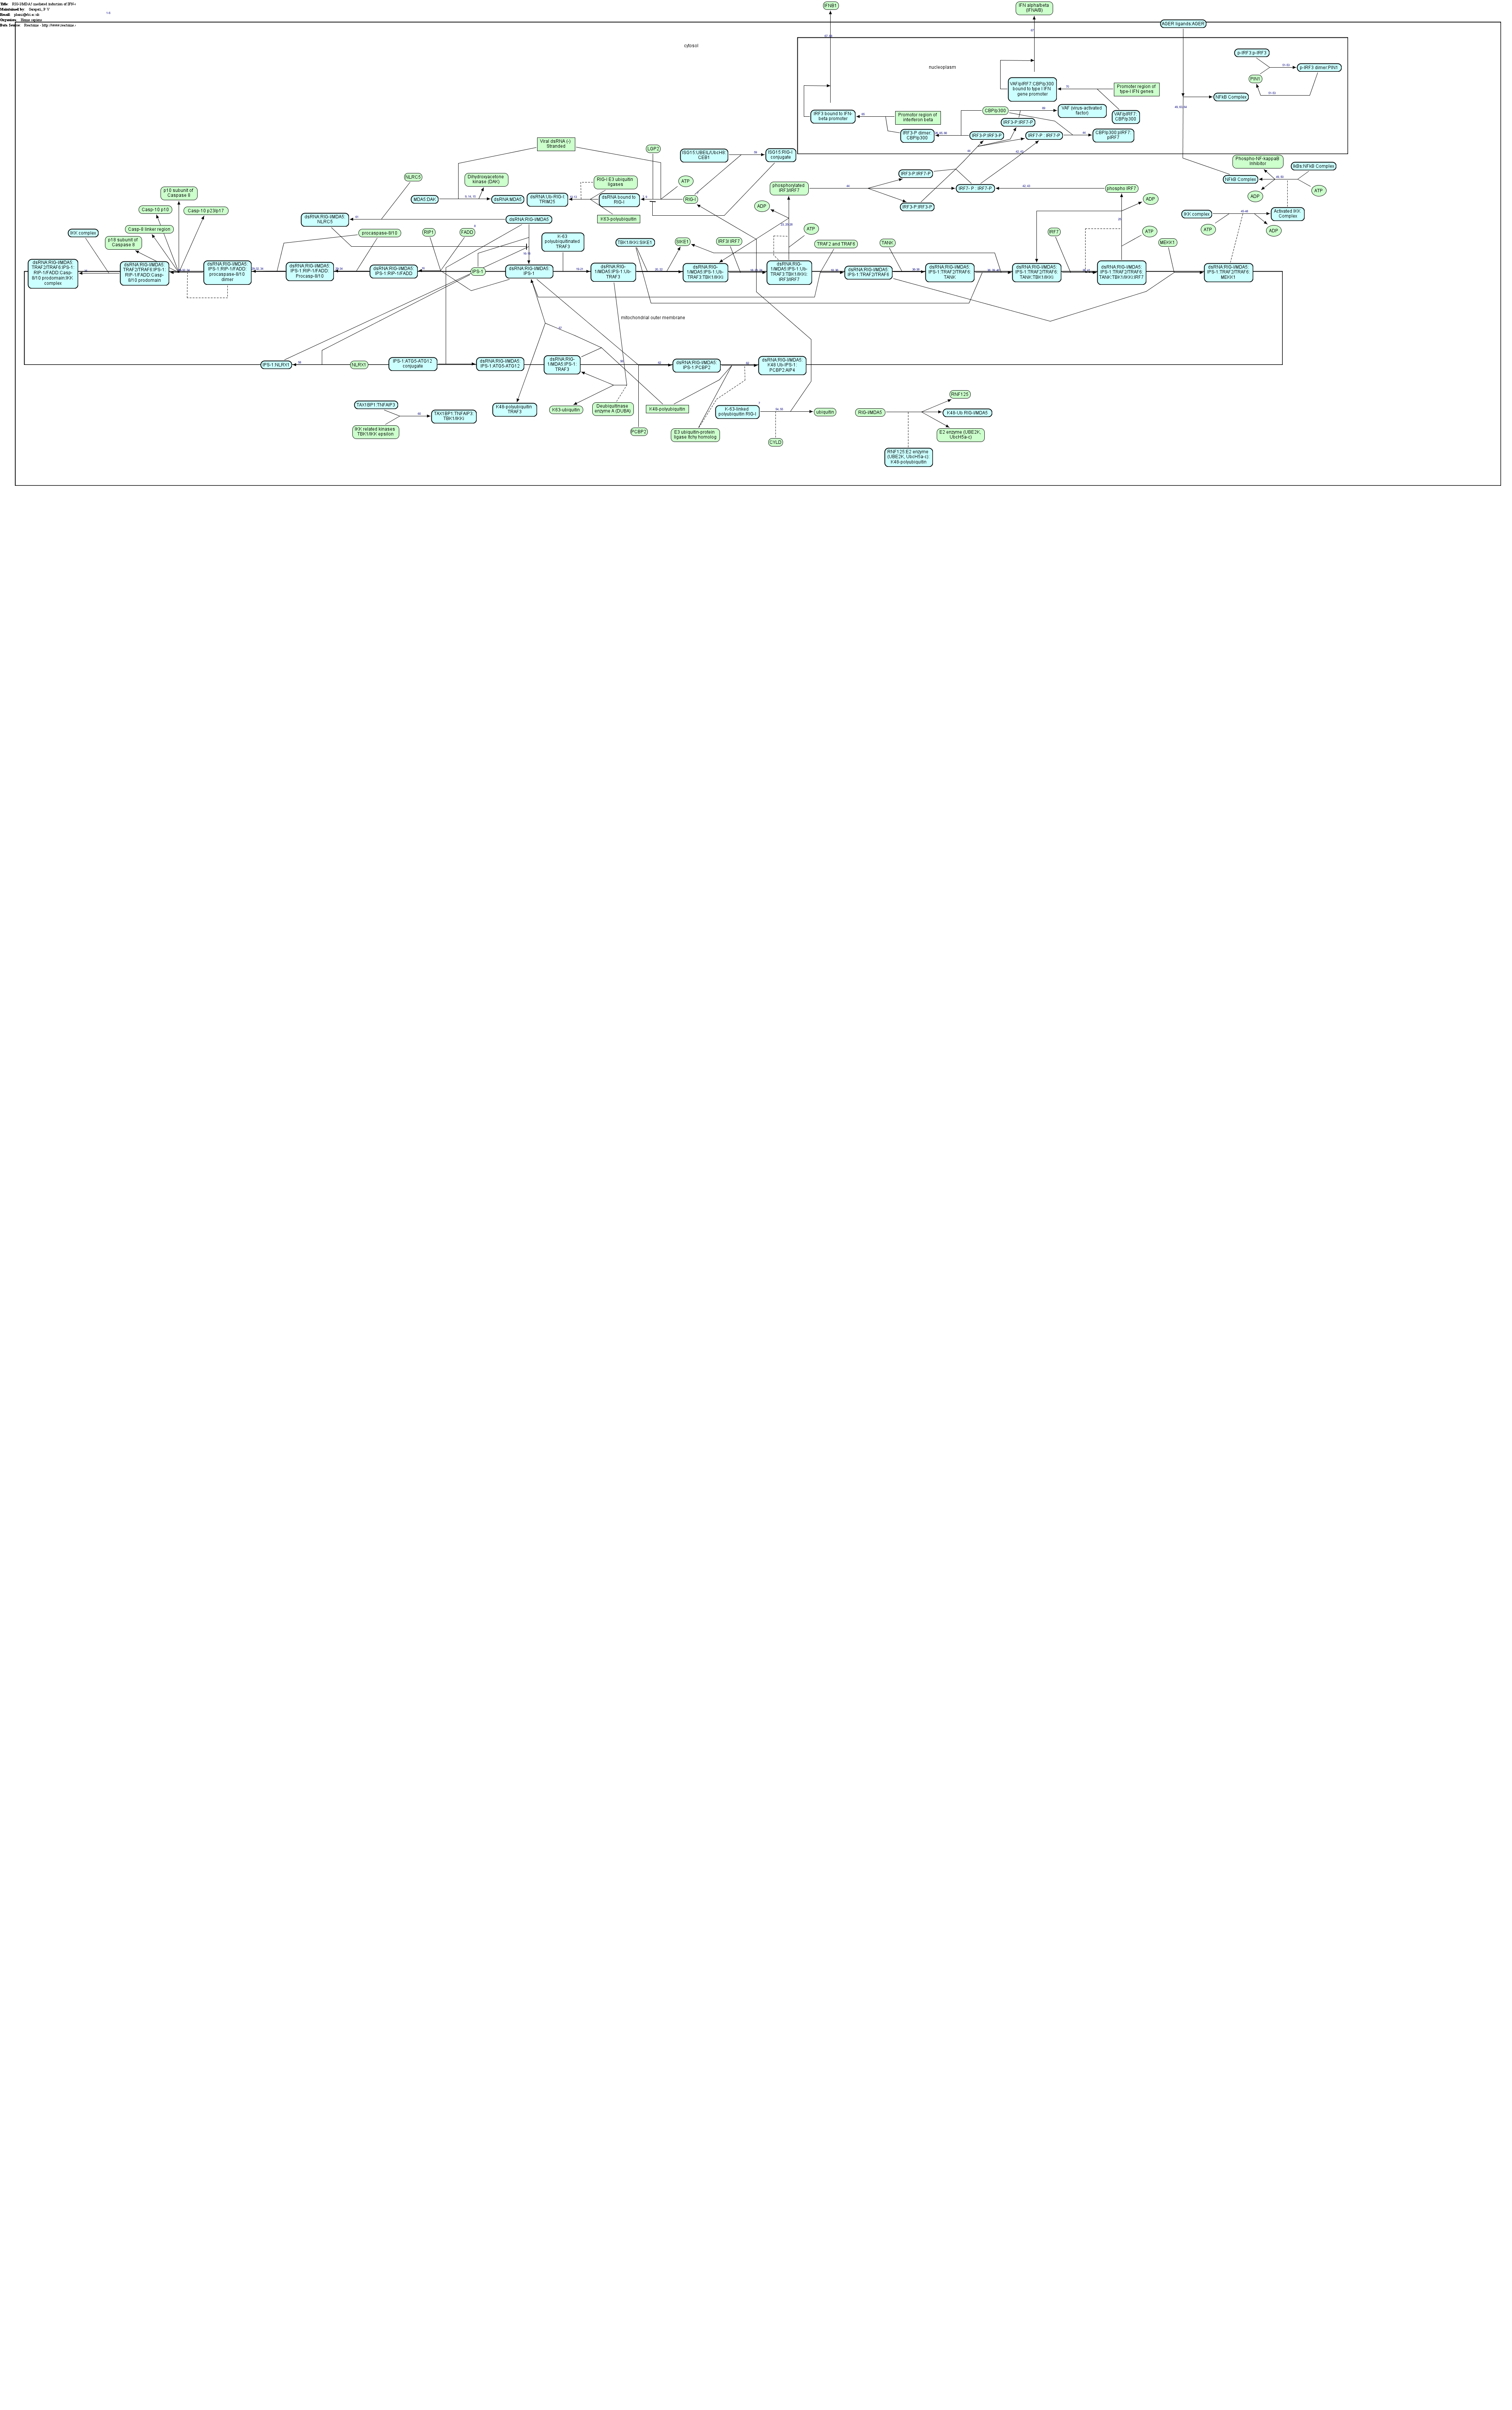 Title: RIG-I/MDA5 mediated induction of IFN-
Maintained by:
Email:
Organism: Homo sapiens
Data Source: Reactome - http://www.reactome
IFNB1
IFN alpha/beta
(IFNA/B)
AGER ligands:AGER
cytosol
nucleoplasm
p-IRF3:p-IRF3
p-IRF3 dimer:PIN1
PIN1
NFkB Complex
VAF/pIRF7:CBP/p300
bound to type I IFN
gene promoter
Promoter region of
type-I IFN genes
CBP/p300
VAF (virus-activated
factor)
VAF/pIRF7:
CBP/p300
IRF3 bound to IFN-
beta promoter
Promoter region of
interferon beta
IRF3-P:IRF7-P
IRF3-P dimer:
CBP/p300
IRF3-P:IRF3-P
IRF7-P : IRF7-P
CBP/p300:pIRF7:
pIRF7
Viral dsRNA (-)
Stranded
LGP2
ISG15:UBEIL/UbcH8:
CEB1
ISG15:RIG-I
conjugate
Phospho-NF-kappaB
Inhibitor
IkBs:NFkB Complex
NFkB Complex
ATP
ADP
NLRC5
Dihydroxyacetone
kinase (DAK)
RIG-I E3 ubiquitin
ligases
ATP
phosphorylated
IRF3/IRF7
IRF3-P:IRF7-P
IRF7- P : IRF7-P
phospho IRF7
ADP
p10 subunit of
Caspase 8
MDA5:DAK
dsRNA:MDA5
dsRNA:Ub-RIG-I:
TRIM25
dsRNA bound to
RIG-I
RIG-I
ADP
IRF3-P:IRF3-P
IKK complex
Activated IKK
Complex
Casp-10 p10
Casp-10 p23/p17
dsRNA:RIG-I/MDA5:
NLRC5
dsRNA:RIG-I/MDA5
K63-polyubiquitin
Casp-8 linker region
ATP
ADP
IKK complex
p18 subunit of
Caspase 8
procaspase-8/10
RIP1
FADD
K-63
polyubiquitinated
TRAF3
TBK1/IKKi:SIKE1
SIKE1
IRF3/IRF7
ATP
TRAF2 and TRAF6
TANK
IRF7
ATP
MEKK1
dsRNA:RIG-I/MDA5:
TRAF2/TRAF6:IPS-1:
RIP-1/FADD:Casp-
8/10 prodomain:IKK
complex
dsRNA:RIG-I/MDA5:
TRAF2/TRAF6:IPS-1:
RIP-1/FADD:Casp-
8/10 prodomain
dsRNA:RIG-I/MDA5:
IPS-1:RIP-1/FADD:
procaspase-8/10
dimer
dsRNA:RIG-I/MDA5:
IPS-1:RIP-1/FADD:
Procasp-8/10
dsRNA:RIG-I/MDA5:
IPS-1:RIP-1/FADD
IPS-1
dsRNA:RIG-I/MDA5:
IPS-1
dsRNA:RIG-
1/MDA5:IPS-1:Ub-
TRAF3
dsRNA:RIG-
1/MDA5:IPS-1:Ub-
TRAF3:TBK1/IKKi
dsRNA:RIG-
1/MDA5:IPS-1:Ub-
TRAF3:TBK1/IKKi:
IRF3/IRF7
dsRNA:RIG-I/MDA5:
IPS-1:TRAF2/TRAF6
dsRNA:RIG-I/MDA5:
IPS-1:TRAF2/TRAF6:
TANK
dsRNA:RIG-I/MDA5:
IPS-1:TRAF2/TRAF6:
TANK:TBK1/IKKi
dsRNA:RIG-I/MDA5:
IPS-1:TRAF2/TRAF6:
TANK:TBK1/IKKi:IRF7
dsRNA:RIG-I/MDA5:
IPS-1:TRAF2/TRAF6:
MEKK1
mitochondrial outer membrane
IPS-1:NLRX1
NLRX1
IPS-1:ATG5-ATG12
conjugate
dsRNA:RIG-I/MDA5:
IPS-1:ATG5-ATG12
dsRNA:RIG-
1/MDA5:IPS-1:
TRAF3
dsRNA:RIG-I/MDA5:
IPS-1:PCBP2
dsRNA:RIG-I/MDA5:
K48 Ub-IPS-1:
PCBP2:AIP4
TAX1BP1:TNFAIP3
TAX1BP1:TNFAIP3:
TBK1/IKKi
IKK related kinases
TBK1/IKK epsilon
K48-polyubiquitin
TRAF3
K63-ubiquitin
Deubiquitinase
enzyme A (DUBA)
K48-polyubiquitin
K-63-linked
polyubiquitin RIG-I
ubiquitin
PCBP2
E3 ubiquitin-protein
ligase Itchy homolog
CYLD
RNF125
RIG-I/MDA5
K48-Ub RIG-I/MDA5
E2 enzyme (UBE2K,
UbcH5a-c)
RNF125:E2 enzyme
(UBIE2K, UbcH5a-c):
K48-polyubiquitin